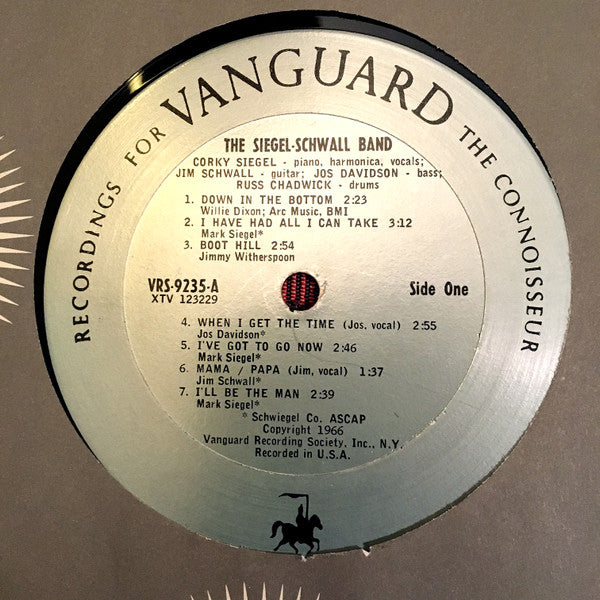 RECORDINGS FOR VANGUARD THE CONNOISSEUR
THE SIEGEL-SCHWALL BAND
CORKY SIEGEL - piano, harmonica, vocals;
JIM SCHWALL - guitar; JOS DAVIDSON - bass;
RUSS CHADWICK - drums
1. DOWN IN THE BOTTOM 2:23
Willie Dixon; Arc Music, BMI
2. I HAVE HAD ALL I CAN TAKE 3:12
Mark Siegel*
3. BOOT HILL 2:54
Jimmy Witherspoon
VRS-9235-A
XTV 123229
Side One
4. WHEN I GET THE TIME (Jos, vocal) 2:55
Jos Davidson*
5. I'VE GOT TO GO NOW 2:46
Mark Siegel*
6. MAMA / PAPA (Jim, vocal) 1:37
Jim Schwall*
7. I'LL BE THE MAN 2:39
Mark Siegel*
* Schwiegel Co. ASCAP
Copyright 1966
Vanguard Recording Society, Inc., N.Y.
Recorded in U.S.A.